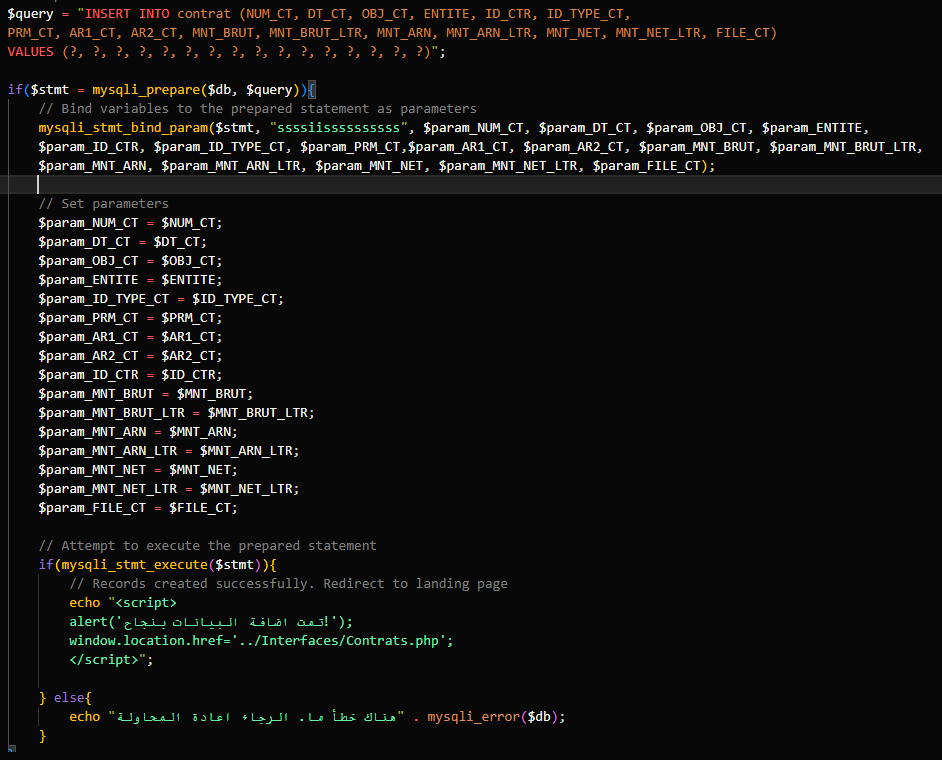 $query = "INSERT INTO contrat (NUM_CT, DT_CT, OBJ_CT, ENTITE, ID_CTR, ID_TYPE_CT,
PRM_CT, AR1_CT, AR2_CT, MNT_BRUT, MNT_BRUT_LTR, MNT_ARN, MNT_ARN_LTR, MNT_NET, MNT_NET_LTR, FILE_CT)
VALUES (?, ?, ?, ?, ?, ?, ?, ?, ?, ?, ?, ?, ?, ?, ?, ?)";
if($stmt = mysqli_prepare($db, $query)){
// Bind variables to the prepared statement as parameters
mysqli_stmt_bind_param($stmt, "ssssiissssssssss", $param_NUM_CT, $param_DT_CT, $param_OBJ_CT, $param_ENTITE,
$param_ID_CTR, $param_ID_TYPE_CT, $param_PRM_CT,$param_AR1_CT, $param_AR2_CT, $param_MNT_BRUT, $param_MNT_BRUT_LTR,
$param_MNT_ARN, $param_MNT_ARN_LTR, $param_MNT_NET, $param_MNT_NET_LTR, $param_FILE_CT);
// Set parameters
$param_NUM_CT = $NUM_CT;
$param_DT_CT = $DT_CT;
$param_OBJ_CT = $OBJ_CT;
$param_ENTITE = $ENTITE;
$param_ID_TYPE_CT = $ID_TYPE_CT;
$param_PRM_CT = $PRM_CT;
$param_AR1_CT = $AR1_CT;
$param_AR2_CT = $AR2_CT;
$param_ID_CTR = $ID_CTR;
$param_MNT_BRUT = $MNT_BRUT;
$param_MNT_BRUT_LTR = $MNT_BRUT_LTR;
$param_MNT_ARN = $MNT_ARN;
$param_MNT_ARN_LTR = $MNT_ARN_LTR;
$param_MNT_NET = $MNT_NET;
$param_MNT_NET_LTR = $MNT_NET_LTR;
$param_FILE_CT = $FILE_CT;
// Attempt to execute the prepared statement
if(mysqli_stmt_execute($stmt)){
// Records created successfully. Redirect to landing page
echo "<script>
alert('تمت اضافة البيانات بنجاح!');
window.location.href='../Interfaces/Contrats.php';
</script>";
} else{
echo "هناك خطأ ما. الرجاء اعادة المحاولة" . mysqli_error($db);
}
}